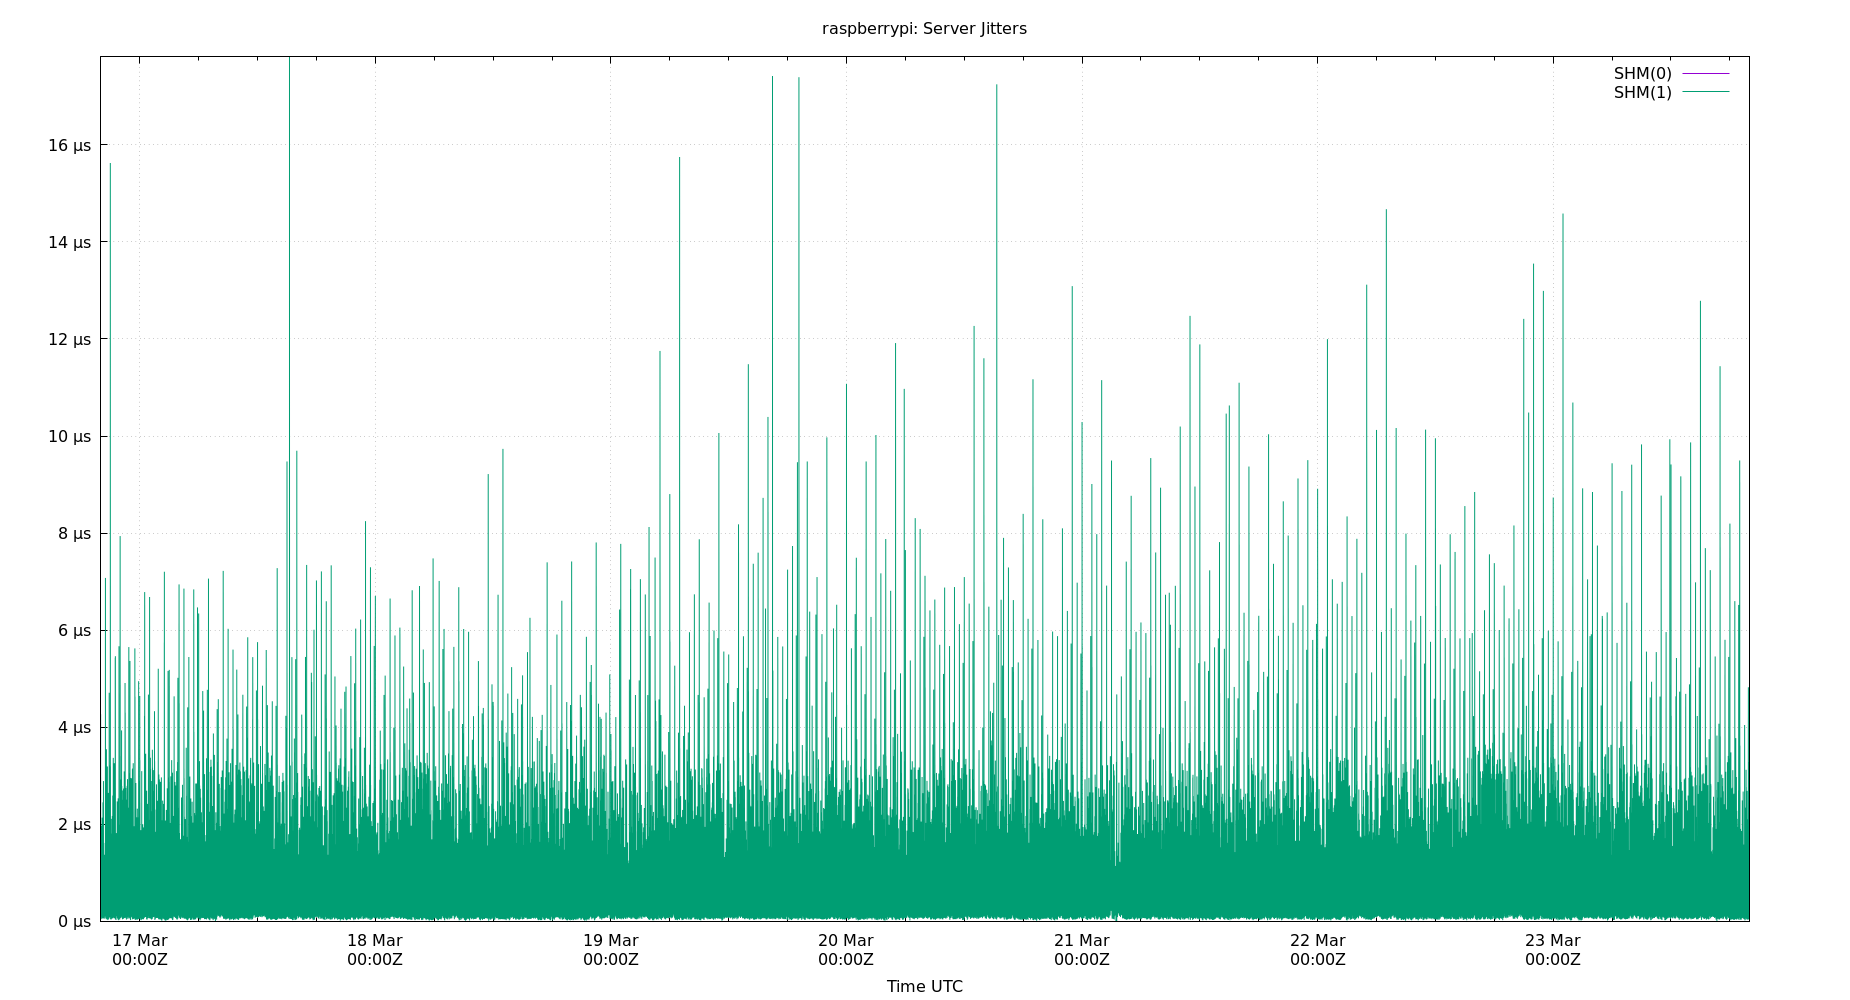 raspberrypi: Server Jitters
SHM(0)
SHM(1)
16 µs
14 µs
12 µs
10 µs
8 µs
6 µs
4 µs
2 µs
0 µs
17 Mar 18 Mar 19 Mar 20 Mar 21 Mar 22 Mar 23 Mar
00:00Z 00:00Z 00:00Z 00:00Z 00:00Z 00:00Z 00:00Z
Time UTC